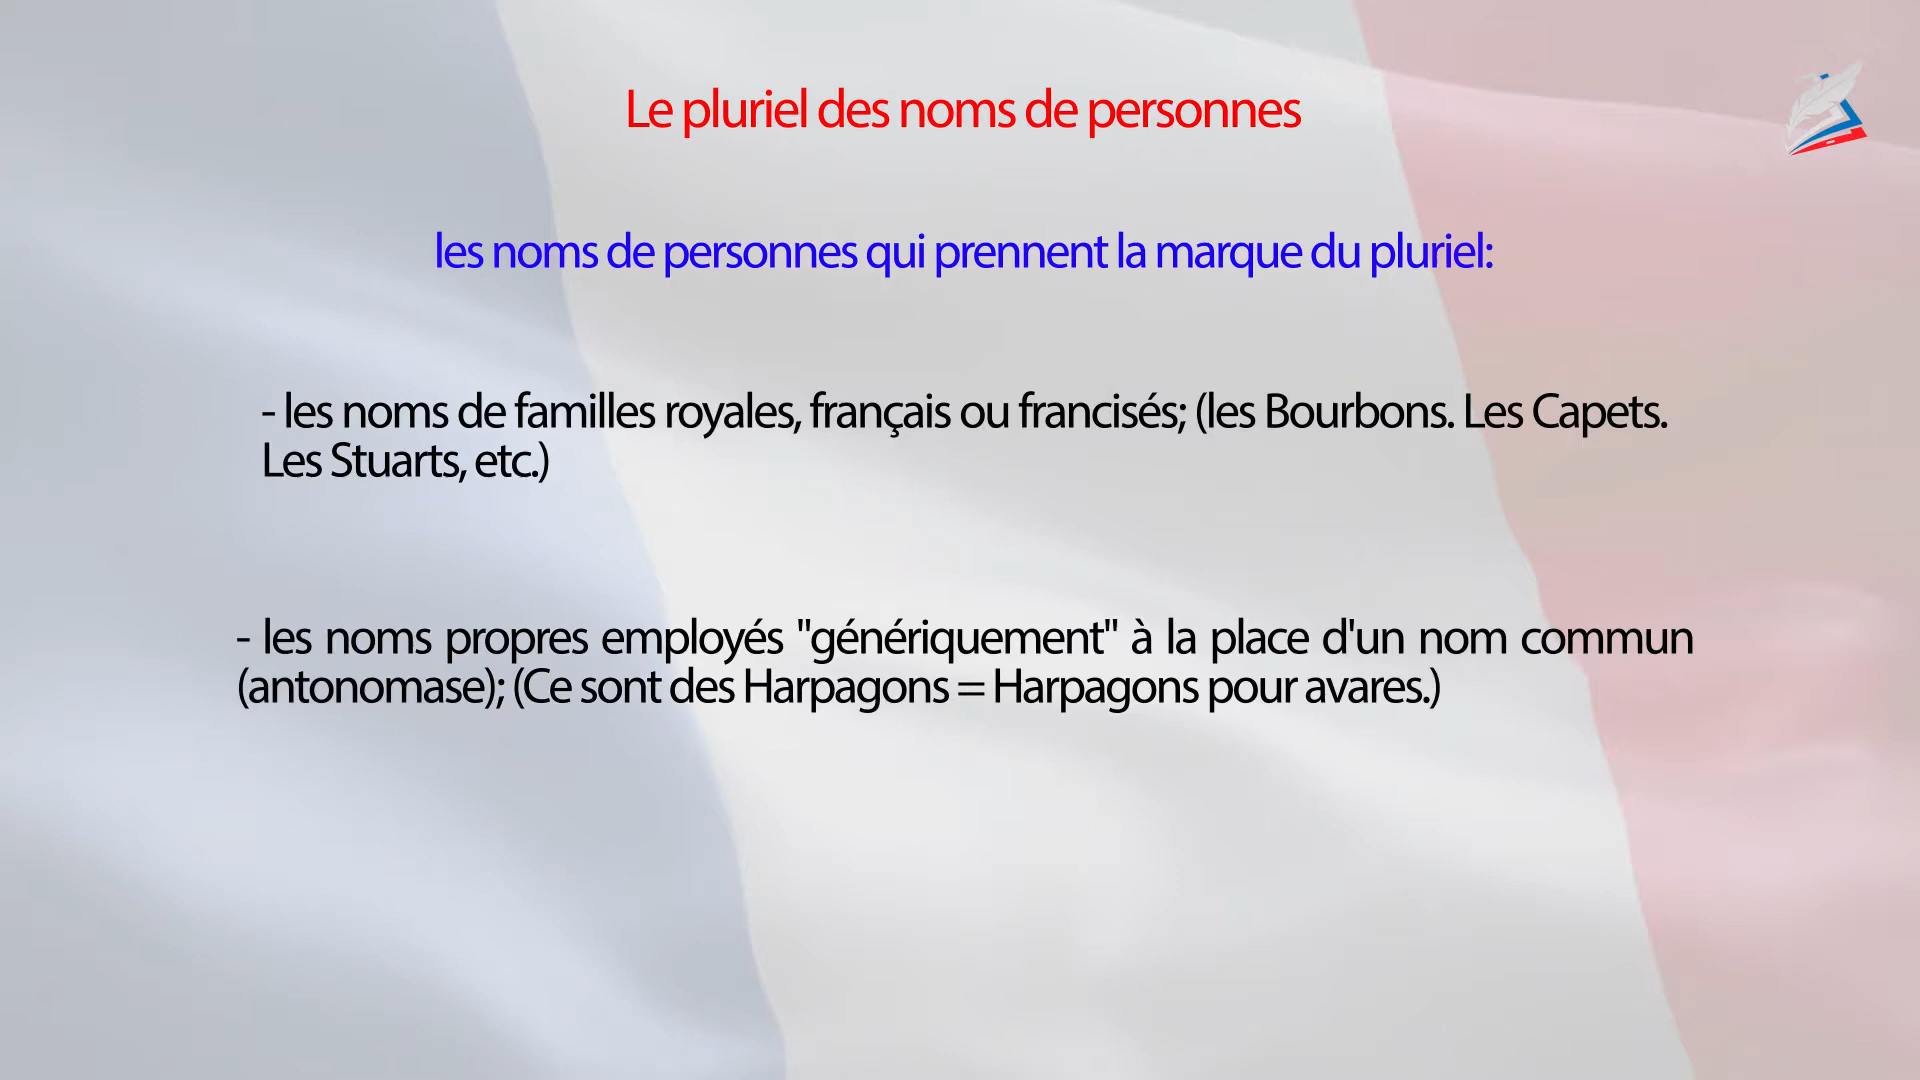 Le pluriel des noms de personnes
les noms de personnes qui prennent la marque du pluriel:
- les noms de familles royales, français ou francisés; (les Bourbons. Les Capets.
Les Stuarts, etc.)
- les noms propres employés "génériquement" à la place d'un nom commun
(antonomase); (Ce sont des Harpagons = Harpagons pour avares.)